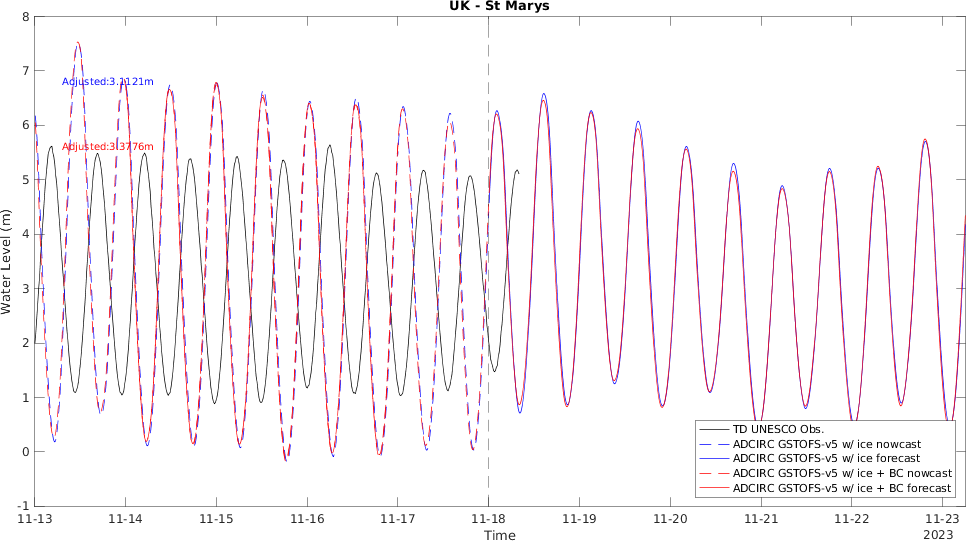 UK - St Marys
8
7
6
5
4
3
2
1
0
-1
Water Level (m)
Adjusted:3.1121m
Adjusted:3.3776m
TD UNESCO Obs.
ADCIRC GSTOFS-v5 w/ ice nowcast
ADCIRC GSTOFS-v5 w/ ice forecast
ADCIRC GSTOFS-v5 w/ ice + BC nowcast
ADCIRC GSTOFS-v5 w/ ice + BC forecast
11-13 11-14 11-15 11-16 11-17 11-18 11-19 11-20 11-21 11-22 11-23
Time
2023